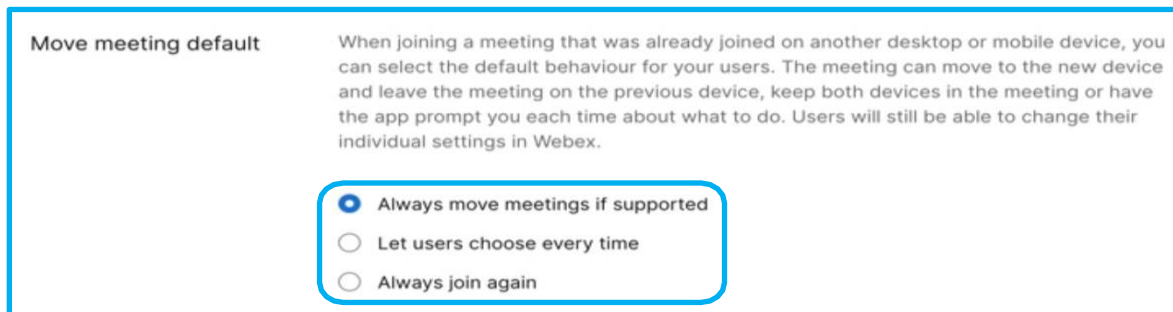 Move meeting default
When joining a meeting that was already joined on another desktop or mobile device, you
can select the default behaviour for your users. The meeting can move to the new device
and leave the meeting on the previous device, keep both devices in the meeting or have
the app prompt you each time about what to do. Users will still be able to change their
individual settings in Webex.
Always move meetings if supported
Let users choose every time
Always join again